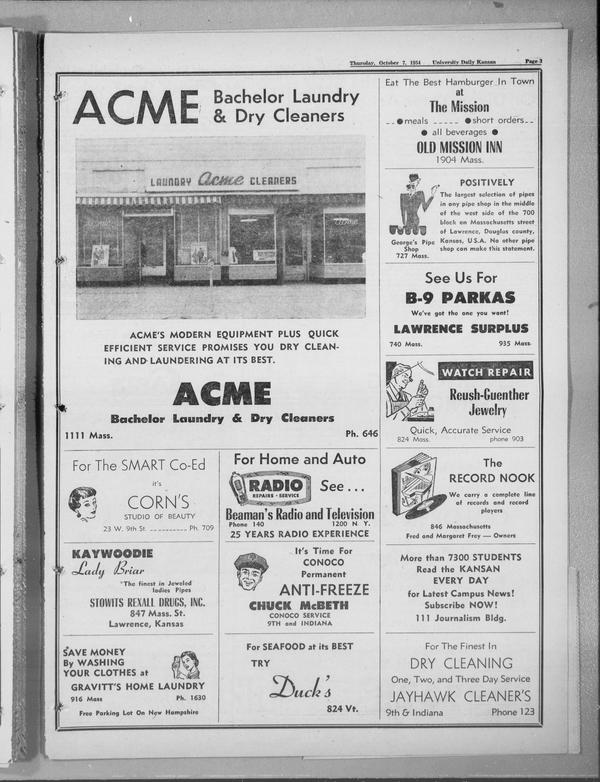 Thursday, October 7, 1954 University Daily Kansan Page 3
ACME Bachelor Laundry
& Dry Cleaners
LAUNDRY Acme CLEANERS
ACME'S MODERN EQUIPMENT PLUS QUICK
EFFICIENT SERVICE PROMISES YOU DRY CLEAN-
ING AND LAUNDERING AT ITS BEST.
ACME
Bachelor Laundry & Dry Cleaners
1111 Mass. Ph. 646
Eat The Best Hamburger In Town
at
The Mission
●meals ●short orders
● all beverages ●
OLD MISSION INN
1904 Mass.
POSITIVELY
The largest selection of pipes
in any pipe shop in the middle
of the west side of the 700
block on Massachusetts street
of Lawrence, Douglas county,
Kansas, U.S.A. No other pipe
shop can make this statement.
George's Pipe
Shop
727 Mass.
See Us For
B-9 PARKAS
We've got the one you want!
LAWRENCE SURPLUS
740 Mass. 935 Mass.
WATCH REPAIR
Reush-Guenther
Jewelry
Quick, Accurate Service
824 Mass. phone 903
The
RECORD NOOK
We carry a complete line
of records and record
players
846 Massachusetts
Fred and Margaret Frey — Owners
More than 7300 STUDENTS
Read the KANSAN
EVERY DAY
for Latest Campus News!
Subscribe NOW!
111 Journalism Bldg.
For The Finest In
DRY CLEANING
One, Two, and Three Day Service
JAYHAWK CLEANER'S
9th & Indiana Phone 123
For The SMART Co-Ed
it's
CORN'S
STUDIO OF BEAUTY
23 W. 9th St. Ph. 709
KAYWOODIE
Lady Briar
"The finest in Jeweled
ladies Pipes
STOWITS REXALL DRUGS, INC.
847 Mass. St.
Lawrence, Kansas
SAVE MONEY
By WASHING
YOUR CLOTHES at
GRAVITT'S HOME LAUNDRY
916 Mass Ph. 1630
Free Parking Lot On New Hampshire
For Home and Auto
RADIO
REPAIRS - SERVICE
See ...
Beaman's Radio and Television
Phone 140 1200 N. Y.
25 YEARS RADIO EXPERIENCE
It's Time For
CONOCO
Permanent
ANTI-FREEZE
CHUCK McBETH
CONOCO SERVICE
9TH and INDIANA
For SEAFOOD at its BEST
TRY
Duck's
824 Vt.